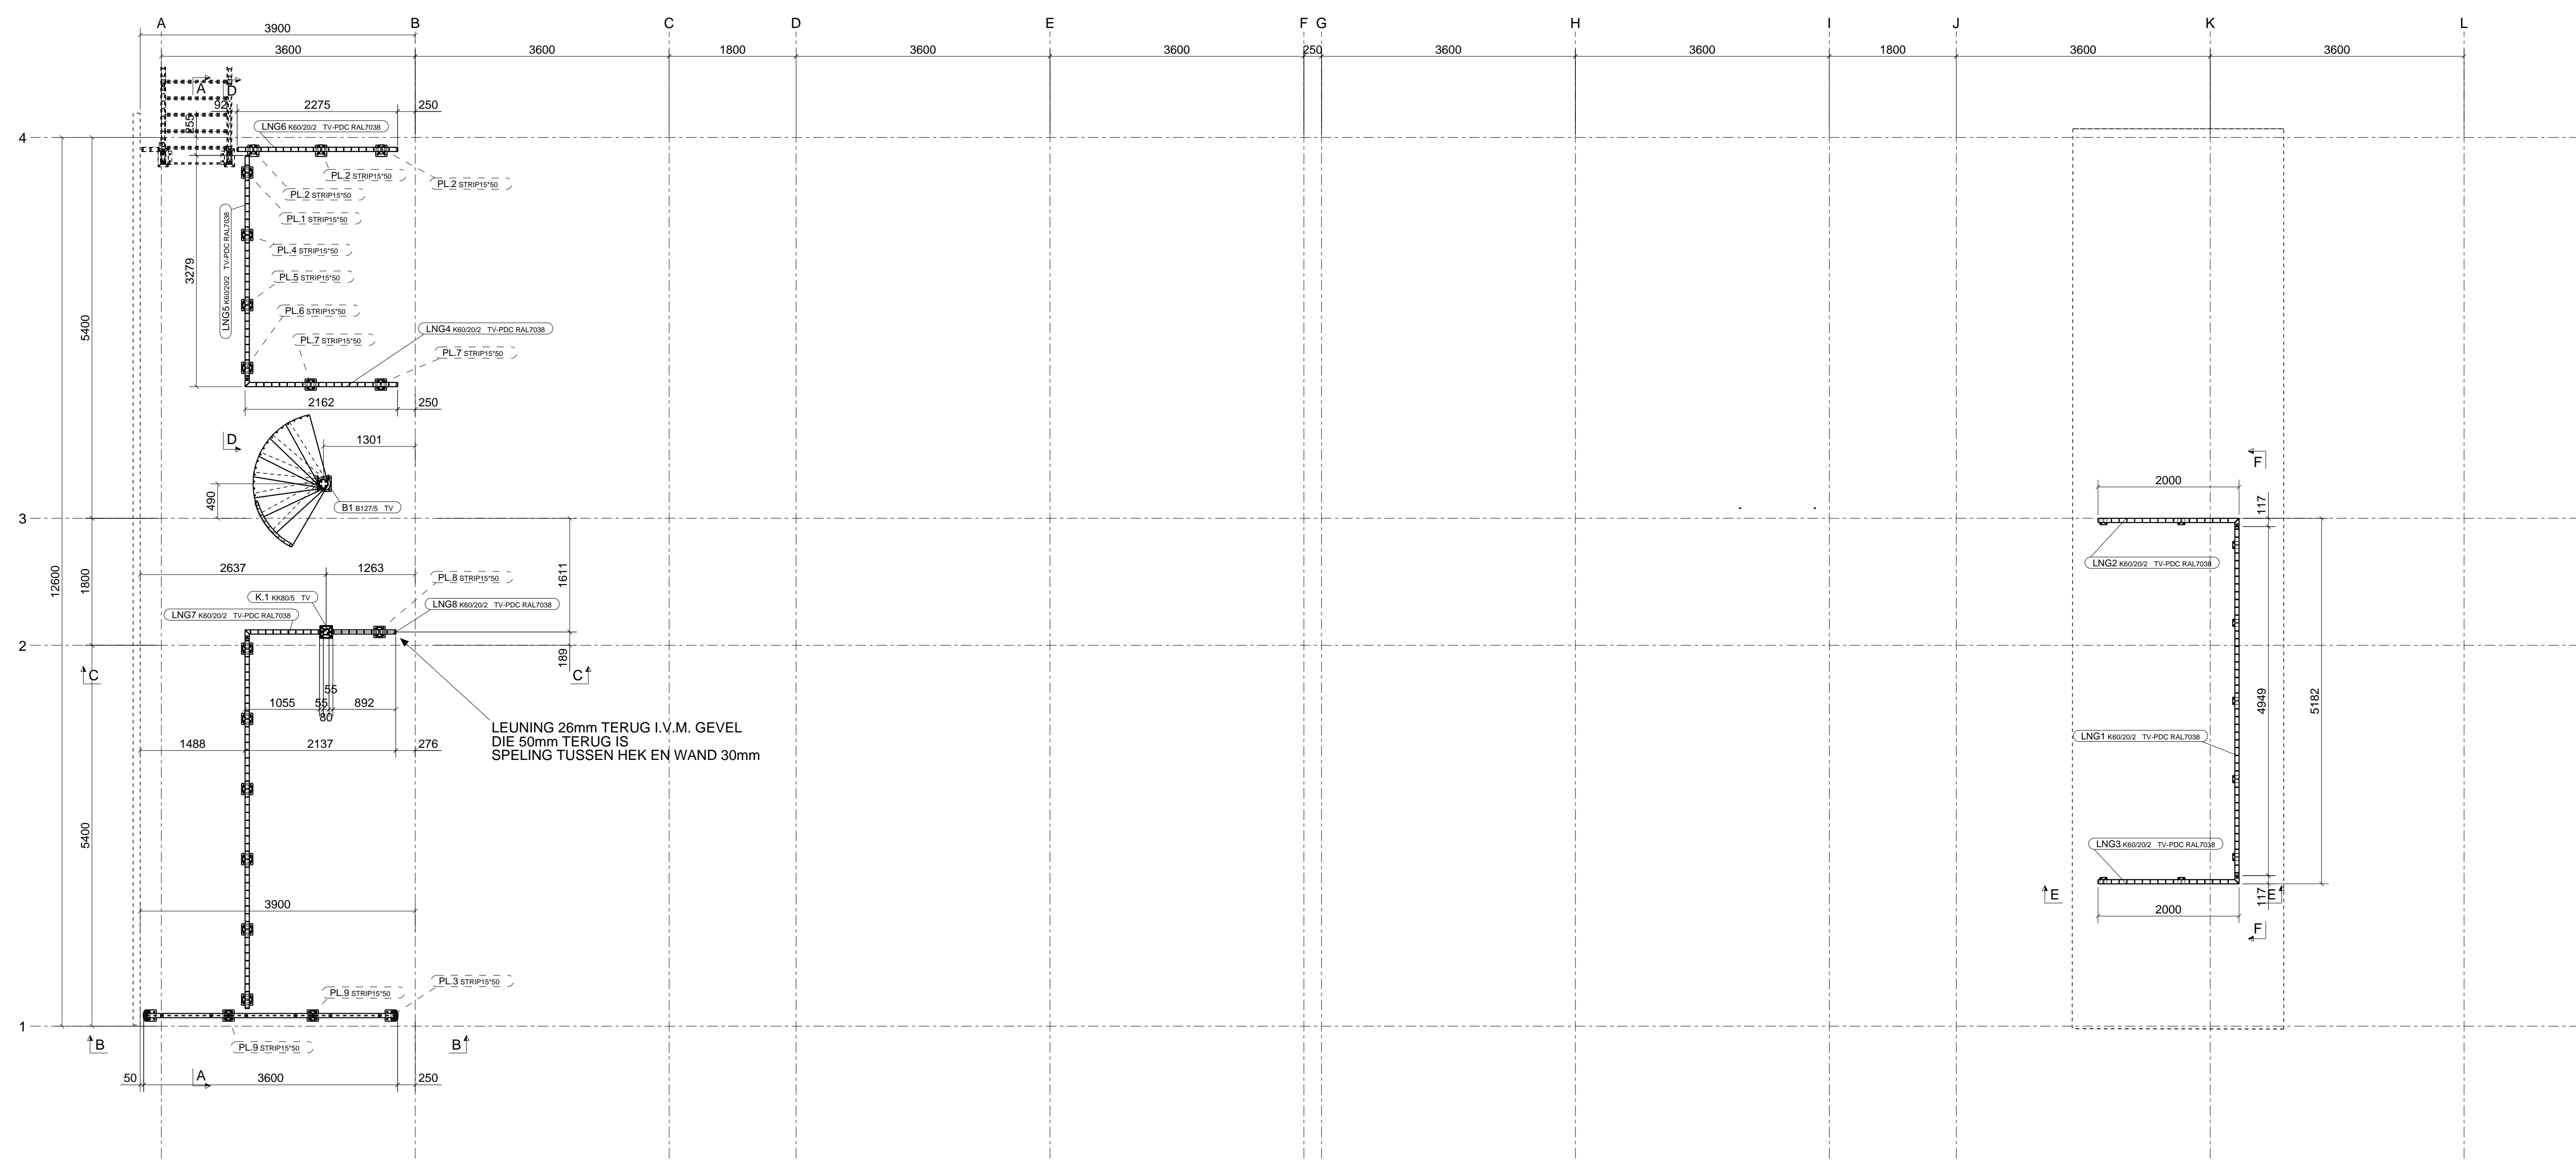 A B C D E F G H I J K L
3900
3600 3600 1800 3600 3600 250 3600 3600 1800 3600 3600
A D
92 2275 250
255
LNG6 K60/20/2 TV-PDC RAL7038
4
PL.2 STRIP15*50
PL.2 STRIP15*50
PL.2 STRIP15*50
PL.1 STRIP15*50
LNG5 K60/20/2 TV-PDC RAL7038
3279
PL.4 STRIP15*50
PL.5 STRIP15*50
PL.6 STRIP15*50
5400
LNG4 K60/20/2 TV-PDC RAL7038
PL.7 STRIP15*50
PL.7 STRIP15*50
2162 250
D
1301
490
B1 B127/5 TV
3
12600
1800
2637 1263
1611
PL.8 STRIP15*50
K.1 KK80/5 TV
LNG7 K60/20/2 TV-PDC RAL7038
LNG8 K60/20/2 TV-PDC RAL7038
2
189
C C
55
1055 55 892
80
1488 2137 276
LEUNING 26mm TERUG I.V.M. GEVEL
DIE 50mm TERUG IS
SPELING TUSSEN HEK EN WAND 30mm
5400
3900
PL.3 STRIP15*50
PL.9 STRIP15*50
1
PL.9 STRIP15*50
B B
A
50 3600 250
F
2000
117
LNG2 K60/20/2 TV-PDC RAL7038
4949
5182
LNG1 K60/20/2 TV-PDC RAL7038
LNG3 K60/20/2 TV-PDC RAL7038
E E
117
2000
F